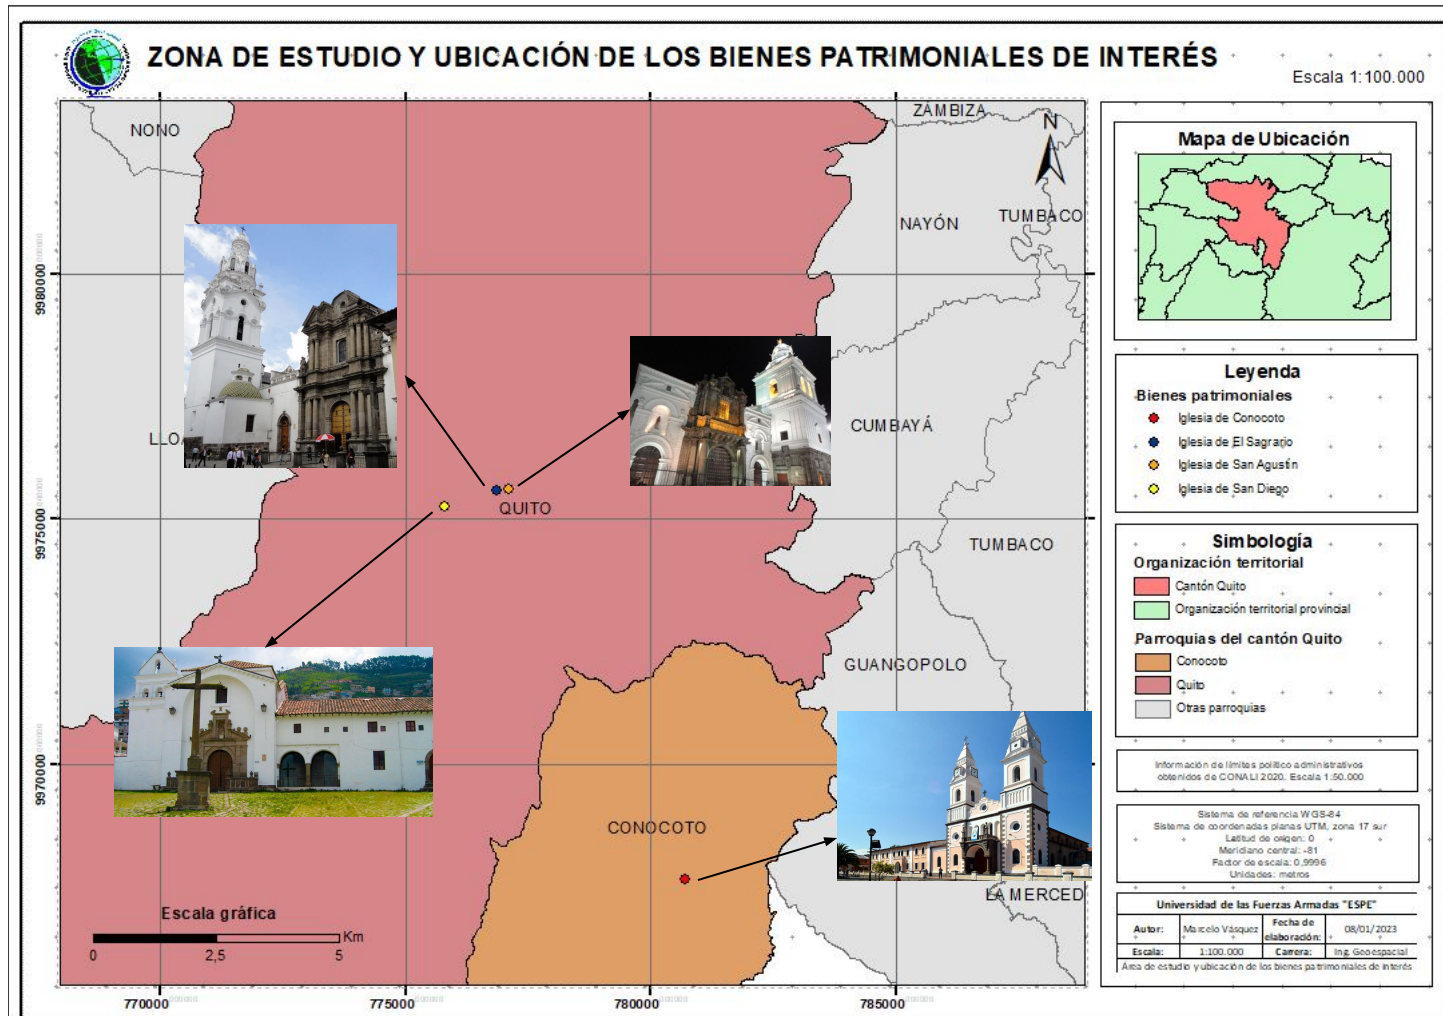 ZONA DE ESTUDIO Y UBICACIÓN DE LOS BIENES PATRIMONIALES DE INTERÉS
Escala 1:100.000
NONO
ZÁMBIZA
N
NAYÓN
TUMBACO
CUMBAYÁ
QUITO
TUMBACO
GUANGOPOLO
CONOCOTO
LA MERCED
Escala gráfica
Km
0 2,5 5
9980000
9975000
9970000
770000 775000 780000 785000
Mapa de Ubicación
Leyenda
Bienes patrimoniales
Iglesia de Conocoto
Iglesia de El Sagrario
Iglesia de San Agustín
Iglesia de San Diego
Simbología
Organización territorial
Cantón Quito
Organización territorial provincial
Parroquias del cantón Quito
Conocoto
Quito
Otras parroquias
Información de límites político administrativos
obtenidos de CONALI 2020. Escala 1:50.000
Sistema de referencia WGS-84
Sistema de coordenadas planas UTM, zona 17 sur
Latitud de origen: 0
Meridiano central: -81
Factor de escala: 0,9996
Unidades: metros
Universidad de las Fuerzas Armadas "ESPE"
Autor: Marcelo Vásquez Fecha de elaboración: 08/01/2023
Escala: 1:100.000 Carrera: Ing. Geoespacial
Área de estudio y ubicación de los bienes patrimoniales de interés